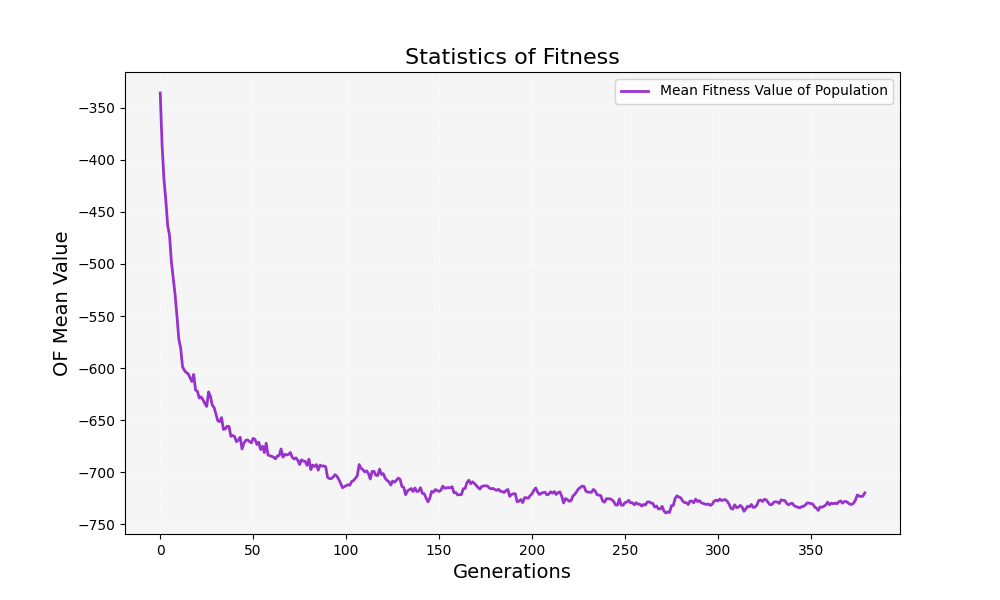 Statistics of Fitness
Mean Fitness Value of Population
OF Mean Value
−350
−400
−450
−500
−550
−600
−650
−700
−750
0 50 100 150 200 250 300 350
Generations